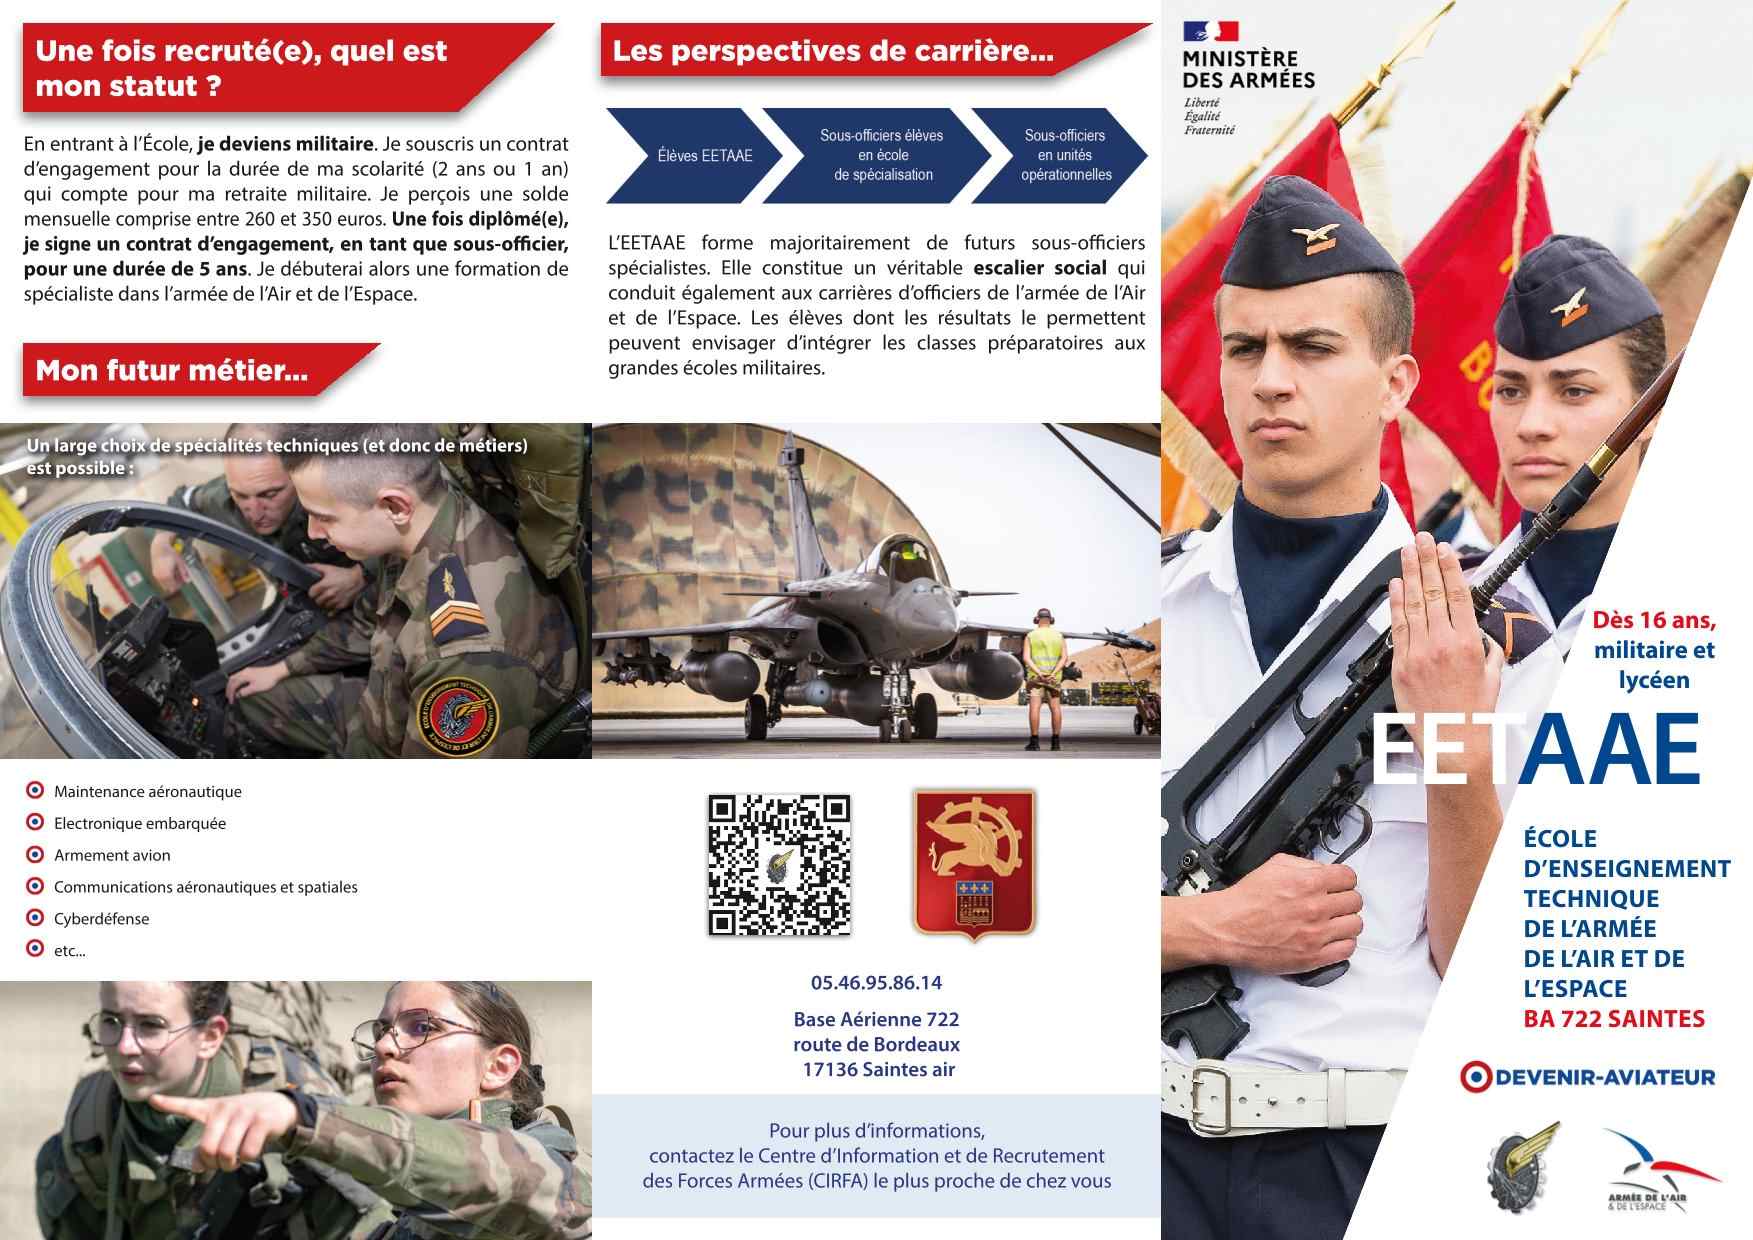 Une fois recruté(e), quel est
mon statut ?
En entrant à l'École, je deviens militaire. Je souscris un contrat
d'engagement pour la durée de ma scolarité (2 ans ou 1 an)
qui compte pour ma retraite militaire. Je perçois une solde
mensuelle comprise entre 260 et 350 euros. Une fois diplômé(e),
je signe un contrat d'engagement, en tant que sous-officier,
pour une durée de 5 ans. Je débuterai alors une formation de
spécialiste dans l'armée de l'Air et de l'Espace.
Mon futur métier...
Un large choix de spécialités techniques (et donc de métiers)
est possible :
Maintenance aéronautique
Electronique embarquée
Armement avion
Communications aéronautiques et spatiales
Cyberdéfense
etc...
Les perspectives de carrière...
Élèves EETAAE
Sous-officiers élèves
en école
de spécialisation
Sous-officiers
en unités
opérationnelles
L'EETAAE forme majoritairement de futurs sous-officiers
spécialistes. Elle constitue un véritable escalier social qui
conduit également aux carrières d'officiers de l'armée de l'Air
et de l'Espace. Les élèves dont les résultats le permettent
peuvent envisager d'intégrer les classes préparatoires aux
grandes écoles militaires.
05.46.95.86.14
Base Aérienne 722
route de Bordeaux
17136 Saintes air
Pour plus d'informations,
contactez le Centre d'Information et de Recrutement
des Forces Armées (CIRFA) le plus proche de chez vous
MINISTÈRE
DES ARMÉES
Liberté
Égalité
Fraternité
Dès 16 ans,
militaire et
lycéen
EETAAE
ÉCOLE
D'ENSEIGNEMENT
TECHNIQUE
DE L'ARMÉE
DE L'AIR ET DE
L'ESPACE
BA 722 SAINTES
DEVENIR-AVIATEUR
ARMÉE DE L'AIR
& DE L'ESPACE